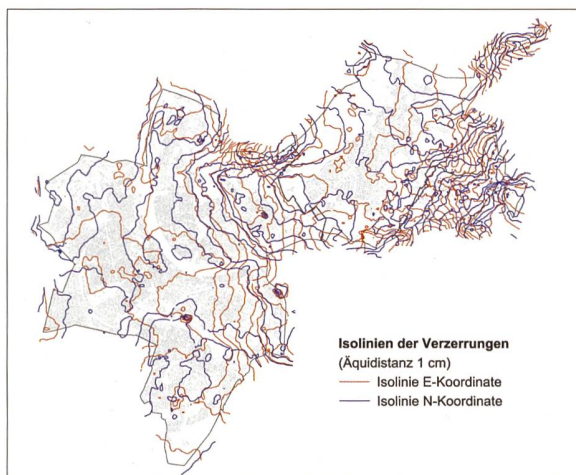 Isolinien der Verzerrungen
(Äquidistanz 1 cm)
Isolinie E-Koordinate
Isolinie N-Koordinate